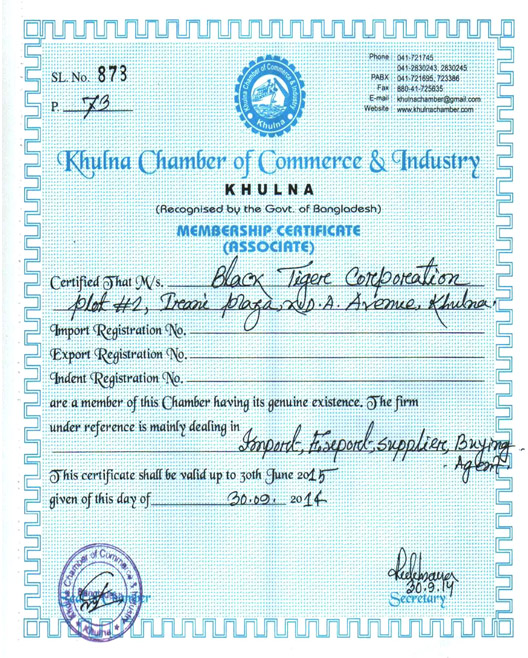 SL. No. 873
P. 73
Phone 041-721745
041-2830243, 2830245
PABX 041-721695, 723386
Fax 880-41-725635
E-mail khulnachamber@gmail.com
Website www.khulnachamber.com
Khulna Chamber of Commerce & Industry
Khulna
Khulna Chamber of Commerce & Industry
KHULNA
(Recognised by the Govt. of Bangladesh)
MEMBERSHIP CERTIFICATE
(ASSOCIATE)
Certified That M/s. Black Tigere Corporeation
plot #2, Ireani plaza, K.D.A. Avenue, Khulna.
Import Registration No.
Export Registration No.
Indent Registration No.
are a member of this Chamber having its genuine existence. The firm
under reference is mainly dealing in
Import, Exeport, supplier, Buying
Agent.
This certificate shall be valid up to 30th June 2015
given of this day of 30.09. 2014
Khulna Chamber of Commerce & Industry
Khulna
30.9.14
Secretary